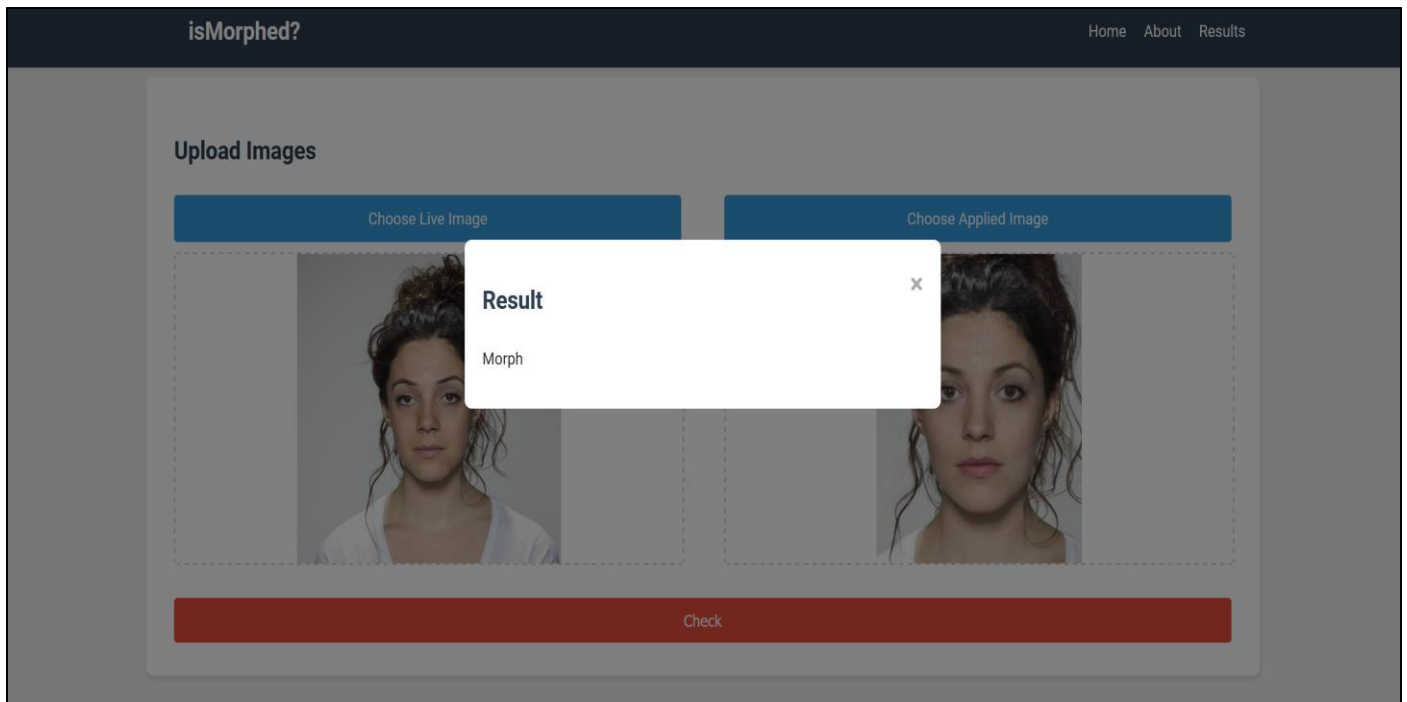 isMorphed?
Home About Results
Upload Images
Choose Live Image
Choose Applied Image
Result
×
Morph
Check